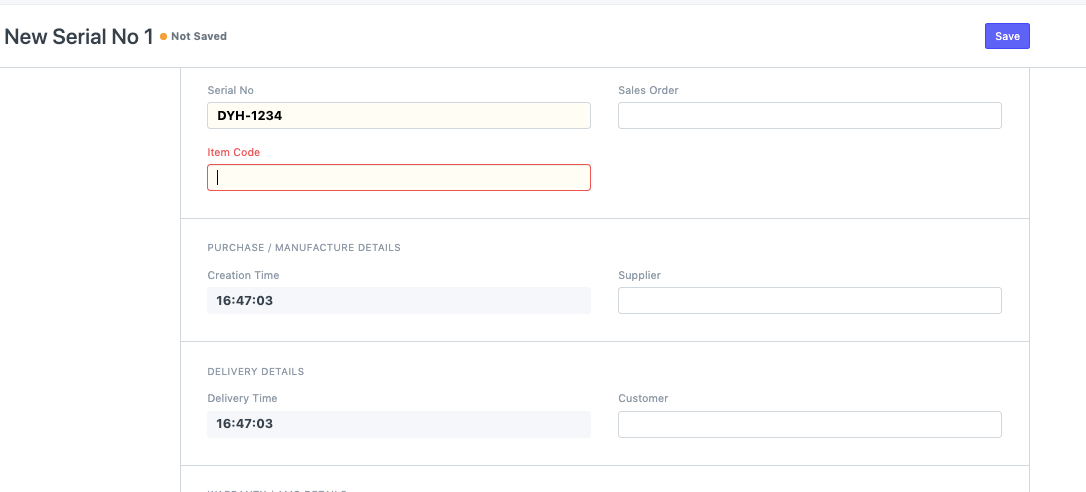 New Serial No 1 Not Saved Save
Serial No Sales Order
DYH-1234
Item Code
PURCHASE / MANUFACTURE DETAILS
Creation Time Supplier
16:47:03
DELIVERY DETAILS
Delivery Time Customer
16:47:03